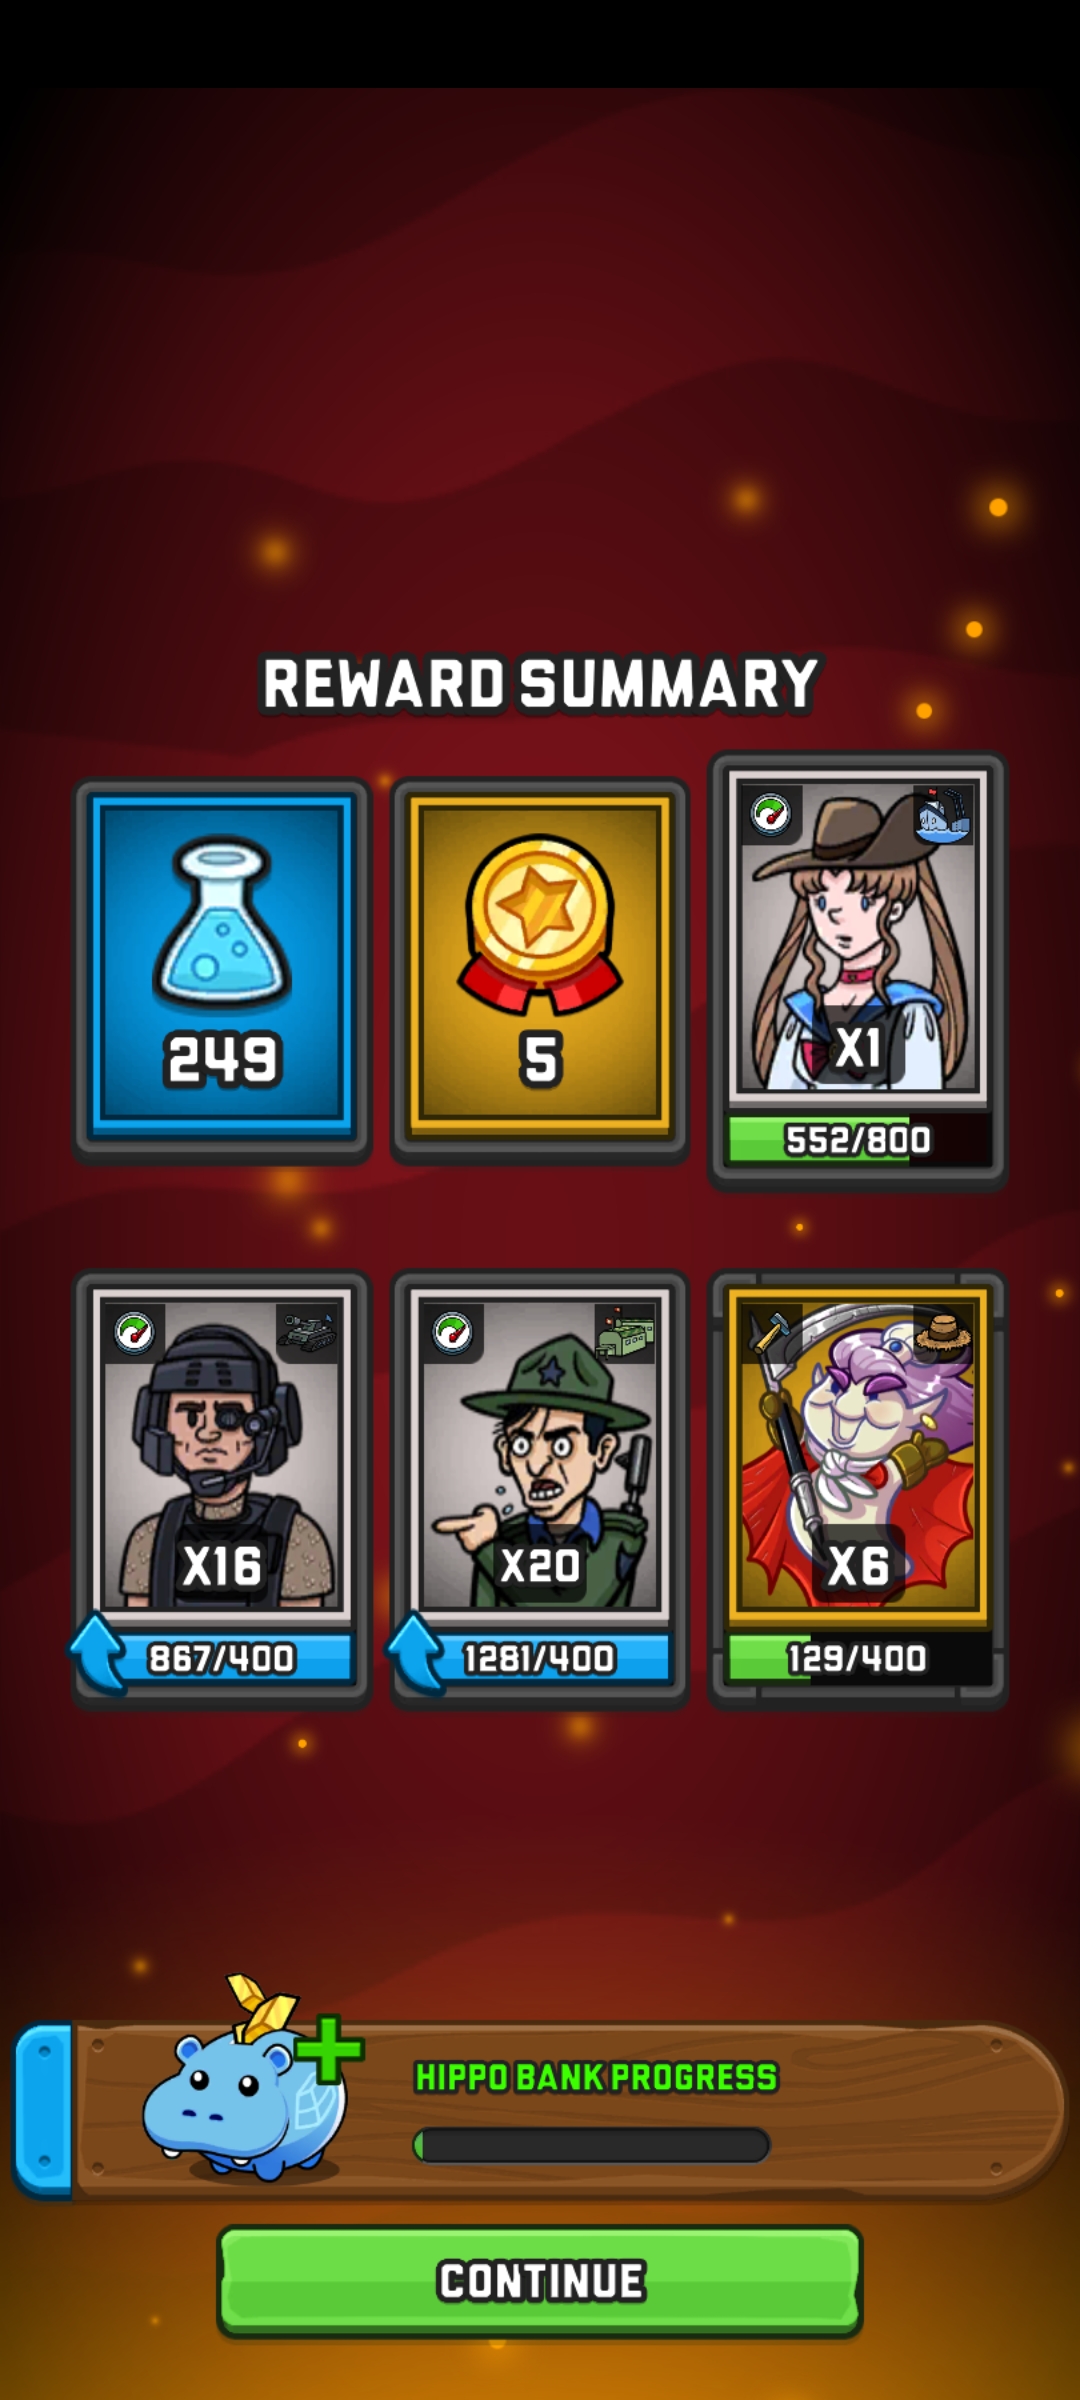 REWARD SUMMARY
249
5
X1
552/800
X16
867/400
X20
1281/400
X6
129/400
HIPPO BANK PROGRESS
CONTINUE